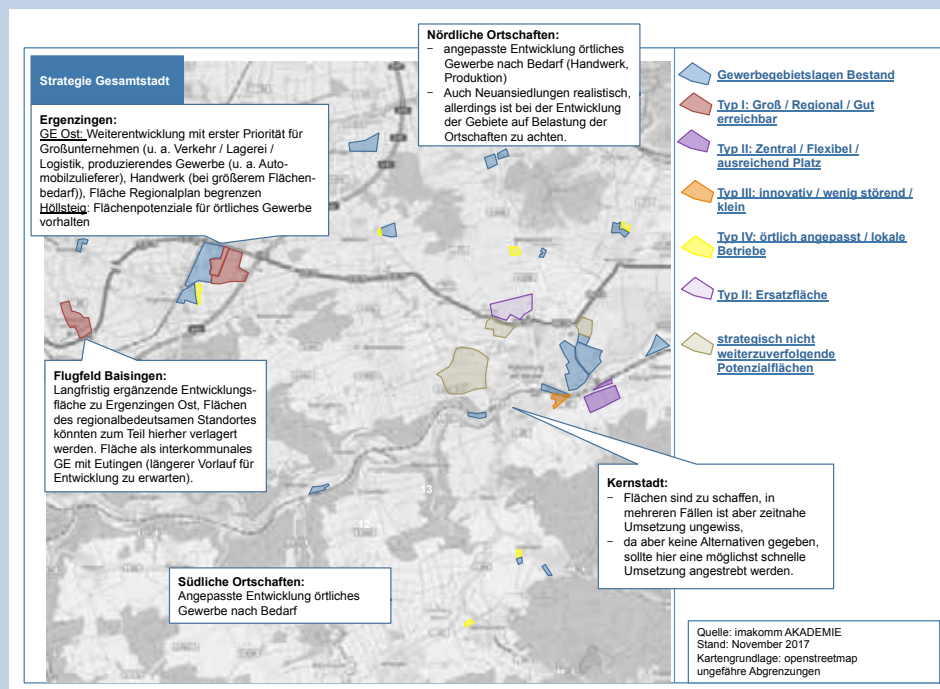 Strategie Gesamtstadt
Nördliche Ortschaften:
− angepasste Entwicklung örtliches
Gewerbe nach Bedarf (Handwerk,
Produktion)
− Auch Neuansiedlungen realistisch,
allerdings ist bei der Entwicklung
der Gebiete auf Belastung der
Ortschaften zu achten.
Ergenzingen:
GE Ost: Weiterentwicklung mit erster Priorität für
Großunternehmen (u. a. Verkehr / Lagerei /
Logistik, produzierendes Gewerbe (u. a. Auto-
mobilzulieferer), Handwerk (bei größerem Flächen-
bedarf)), Fläche Regionalplan begrenzen
Höllsteig: Flächenpotenziale für örtliches Gewerbe
vorhalten
Gewerbegebietslagen Bestand
Typ I: Groß / Regional / Gut
erreichbar
Typ II: Zentral / Flexibel /
ausreichend Platz
Typ III: innovativ / wenig störend /
klein
Typ IV: örtlich angepasst / lokale
Betriebe
Typ II: Ersatzfläche
strategisch nicht
weiterzuverfolgende
Potenzialflächen
Flugfeld Baisingen:
Langfristig ergänzende Entwicklungs-
fläche zu Ergenzingen Ost, Flächen
des regionalbedeutsamen Standortes
könnten zum Teil hierher verlagert
werden. Fläche als interkommunales
GE mit Eutingen (längerer Vorlauf für
Entwicklung zu erwarten).
13
12
Kernstadt:
− Flächen sind zu schaffen, in
mehreren Fällen ist aber zeitnahe
Umsetzung ungewiss,
− da aber keine Alternativen gegeben,
sollte hier eine möglichst schnelle
Umsetzung angestrebt werden.
Südliche Ortschaften:
Angepasste Entwicklung örtliches
Gewerbe nach Bedarf
Quelle: imakomm AKADEMIE
Stand: November 2017
Kartengrundlage: openstreetmap
ungefähre Abgrenzungen